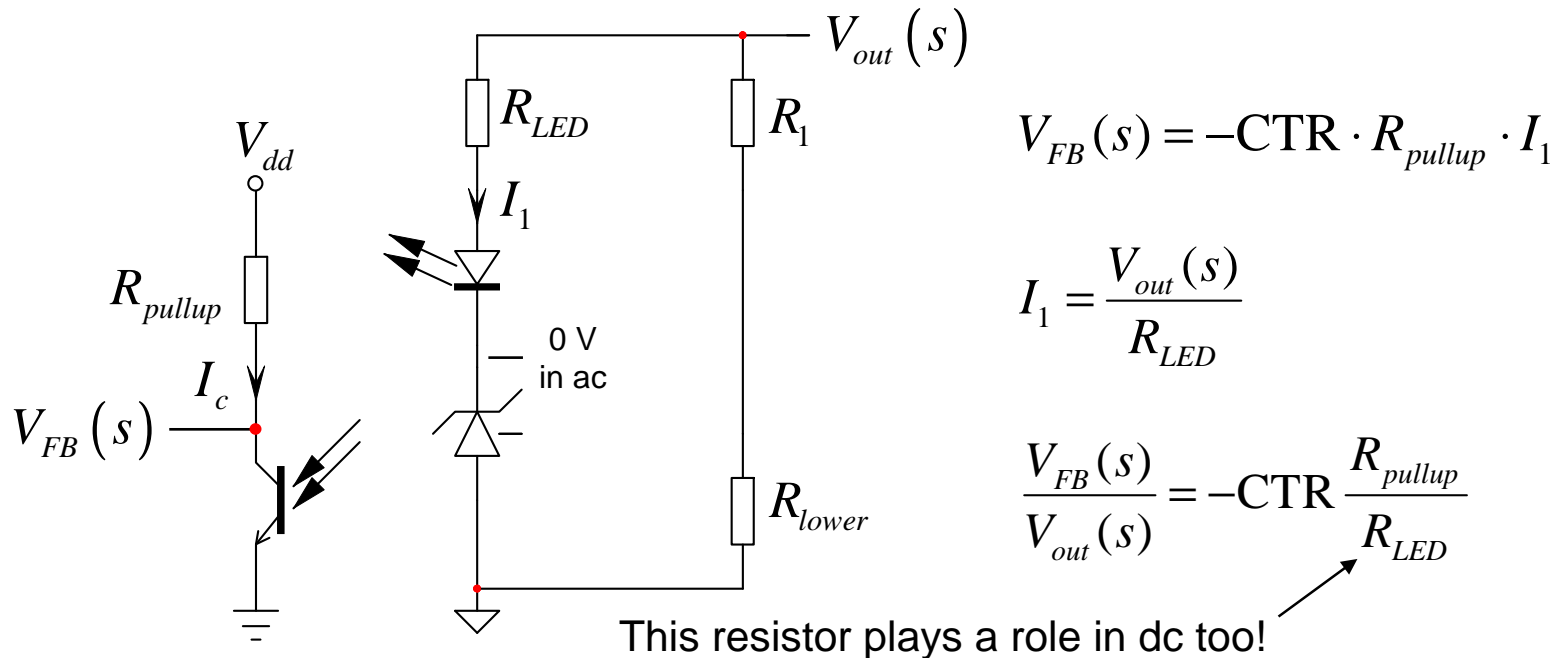 V_out(s)
R_LED
R_1
V_FB(s) = −CTR · R_pullup · I_1
V_dd
I_1
I_1 = V_out(s) / R_LED
R_pullup
0 V
in ac
I_c
V_FB(s)
V_FB(s) / V_out(s) = −CTR R_pullup / R_LED
R_lower
This resistor plays a role in dc too!